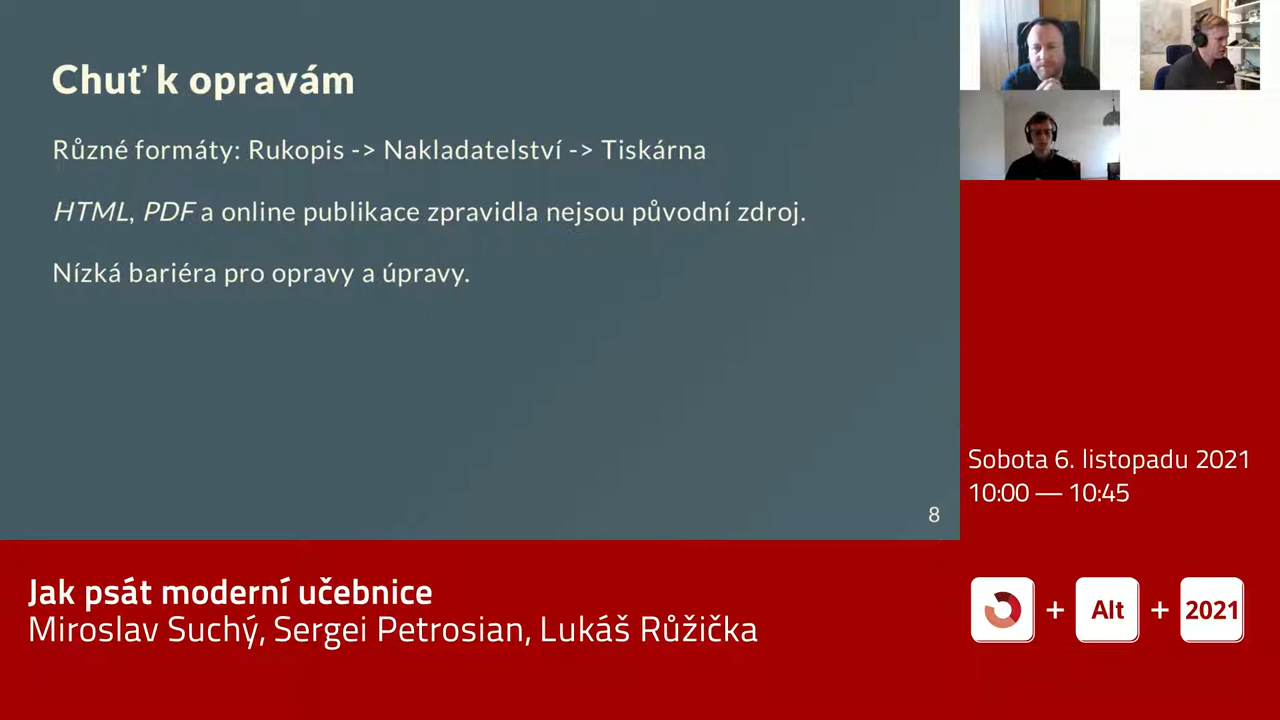 Chuť k opravám
Různé formáty: Rukopis -> Nakladatelství -> Tiskárna
HTML, PDF a online publikace zpravidla nejsou původní zdroj.
Nízká bariéra pro opravy a úpravy.
8
Sobota 6. listopadu 2021
10:00 — 10:45
Jak psát moderní učebnice
Miroslav Suchý, Sergei Petrosian, Lukáš Růžička
+ Alt + 2021